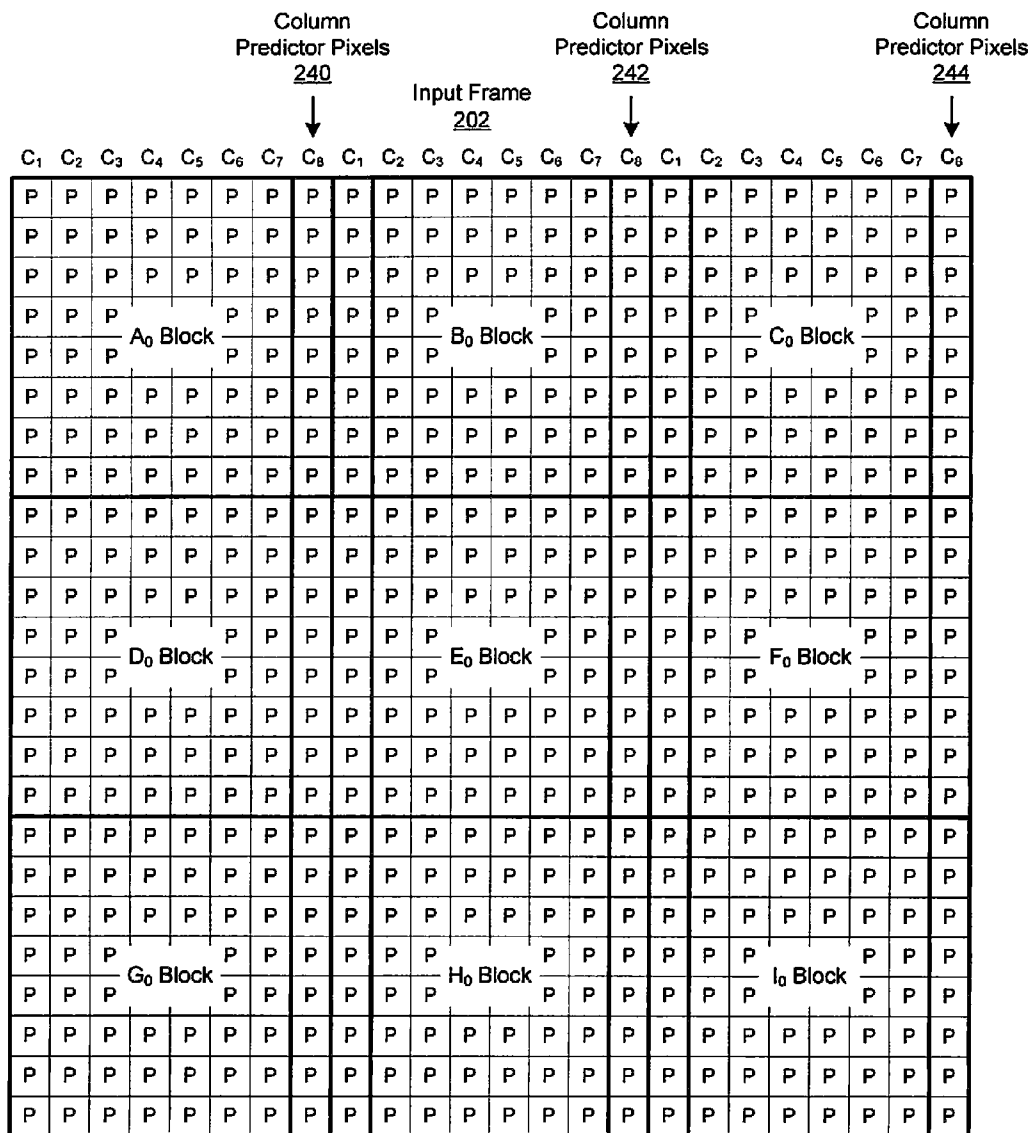 Column Column Column
Predictor Pixels Predictor Pixels Predictor Pixels
240 242 244
Input Frame
202
C₁ C₂ C₃ C₄ C₅ C₆ C₇ C₈ C₁ C₂ C₃ C₄ C₅ C₆ C₇ C₈ C₁ C₂ C₃ C₄ C₅ C₆ C₇ C₈
P P P P P P P P P P P P P P P P P P P P P P P P
P P P P P P P P P P P P P P P P P P P P P P P P
P P P P P P P P P P P P P P P P P P P P P P P P
P P P P P P P P P P P P P P P P P P
A₀ Block B₀ Block C₀ Block
P P P P P P P P P P P P P P P P P P
P P P P P P P P P P P P P P P P P P P P P P P P
P P P P P P P P P P P P P P P P P P P P P P P P
P P P P P P P P P P P P P P P P P P P P P P P P
P P P P P P P P P P P P P P P P P P P P P P P P
P P P P P P P P P P P P P P P P P P P P P P P P
P P P P P P P P P P P P P P P P P P P P P P P P
P P P P P P P P P P P P P P P P P P
D₀ Block E₀ Block F₀ Block
P P P P P P P P P P P P P P P P P P
P P P P P P P P P P P P P P P P P P P P P P P P
P P P P P P P P P P P P P P P P P P P P P P P P
P P P P P P P P P P P P P P P P P P P P P P P P
P P P P P P P P P P P P P P P P P P P P P P P P
P P P P P P P P P P P P P P P P P P P P P P P P
P P P P P P P P P P P P P P P P P P P P P P P P
P P P P P P P P P P P P P P P P P P
G₀ Block H₀ Block I₀ Block
P P P P P P P P P P P P P P P P P P
P P P P P P P P P P P P P P P P P P P P P P P P
P P P P P P P P P P P P P P P P P P P P P P P P
P P P P P P P P P P P P P P P P P P P P P P P P